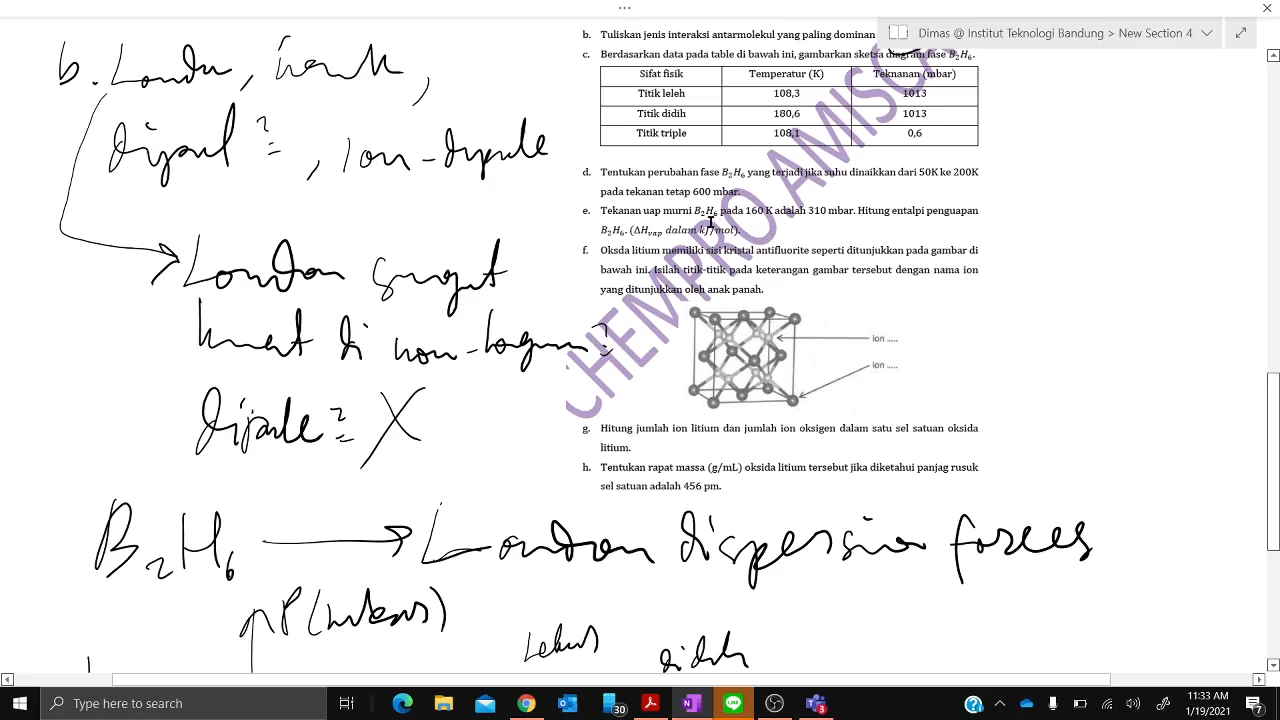 Dimas @ Institut Teknologi Bandung > New Section 4
b. Tuliskan jenis interaksi antarmolekul yang paling dominan
c. Berdasarkan data pada table di bawah ini, gambarkan sketsa diagram fase B₂H₆.
Sifat fisik Temperatur (K) Teknanan (mbar)
Titik leleh 108,3 1013
Titik didih 180,6 1013
Titik triple 108,1 0,6
d. Tentukan perubahan fase B₂H₆ yang terjadi jika suhu dinaikkan dari 50K ke 200K
pada tekanan tetap 600 mbar.
e. Tekanan uap murni B₂H₆ pada 160 K adalah 310 mbar. Hitung entalpi penguapan
B₂H₆. (ΔHvap dalam kJ/mol).
f. Oksda litium memiliki sisi kristal antifluorite seperti ditunjukkan pada gambar di
bawah ini. Isilah titik-titik pada keterangan gambar tersebut dengan nama ion
yang ditunjukkan oleh anak panah.
ion .....
ion .....
g. Hitung jumlah ion litium dan jumlah ion oksigen dalam satu sel satuan oksida
litium.
h. Tentukan rapat massa (g/mL) oksida litium tersebut jika diketahui panjag rusuk
sel satuan adalah 456 pm.
CHEMPRO AMISCA
b. London,
, ion-dipole
London sangat
kuat di non-logam
dipole = X
B₂H₆ → London dispersion forces
P
didih
Type here to search
30
11:33 AM
1/19/2021
7